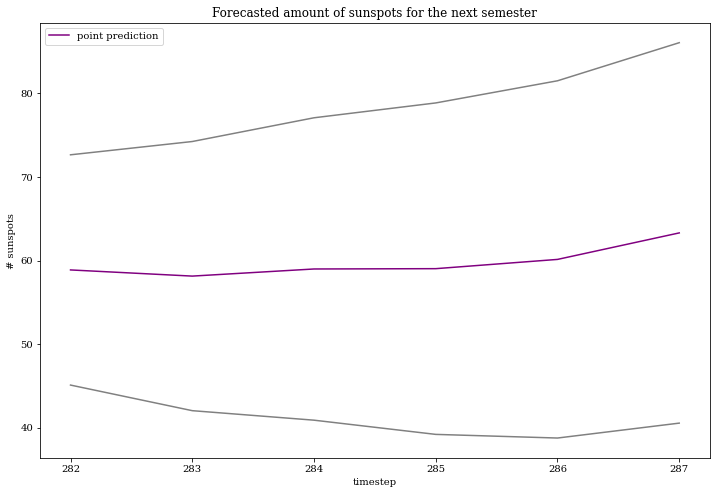 Forecasted amount of sunspots for the next semester
point prediction
80
70
60
50
40
# sunspots
282 283 284 285 286 287
timestep